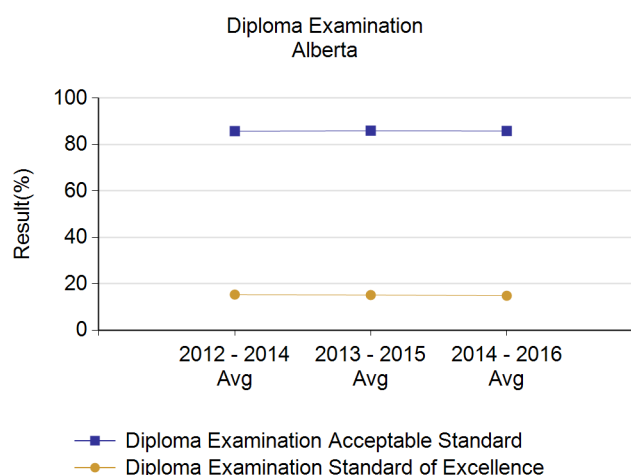 Diploma Examination
Alberta
Result(%)
100
80
60
40
20
0
2012 - 2014 Avg
2013 - 2015 Avg
2014 - 2016 Avg
Diploma Examination Acceptable Standard
Diploma Examination Standard of Excellence